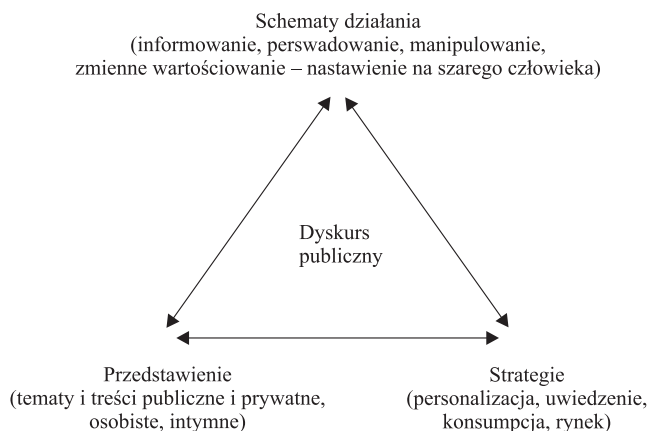 Schematy działania
(informowanie, perswadowanie, manipulowanie,
zmienne wartościowanie – nastawienie na szarego człowieka)
Dyskurs
publiczny
Przedstawienie
(tematy i treści publiczne i prywatne,
osobiste, intymne)
Strategie
(personalizacja, uwiedzenie,
konsumpcja, rynek)